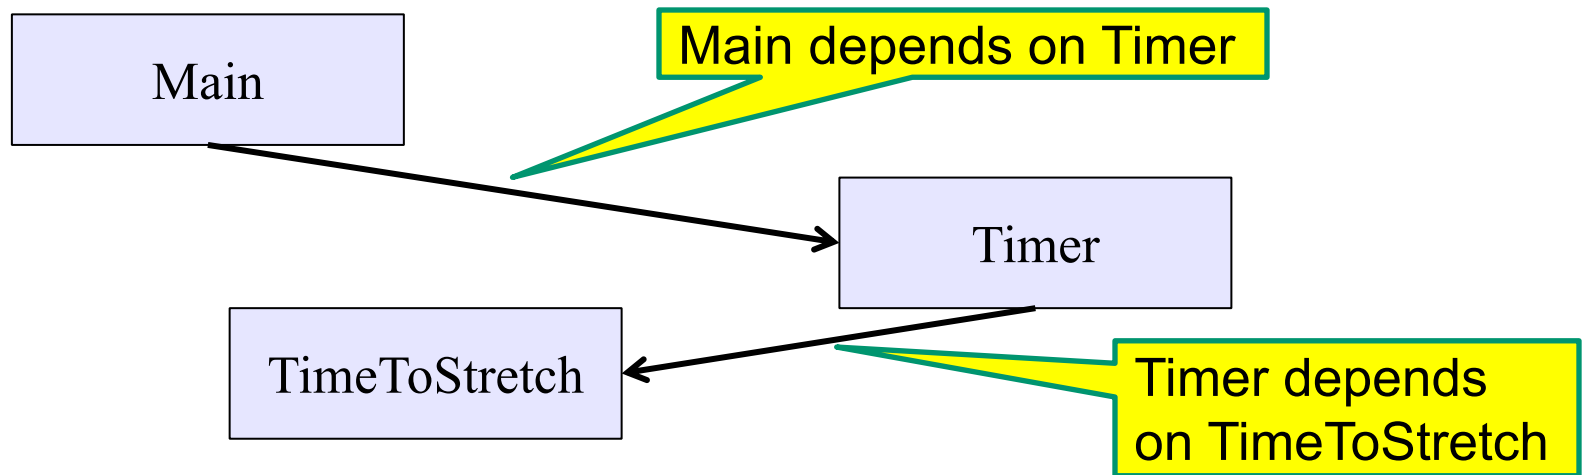 Main
Main depends on Timer
Timer
TimeToStretch
Timer depends
on TimeToStretch